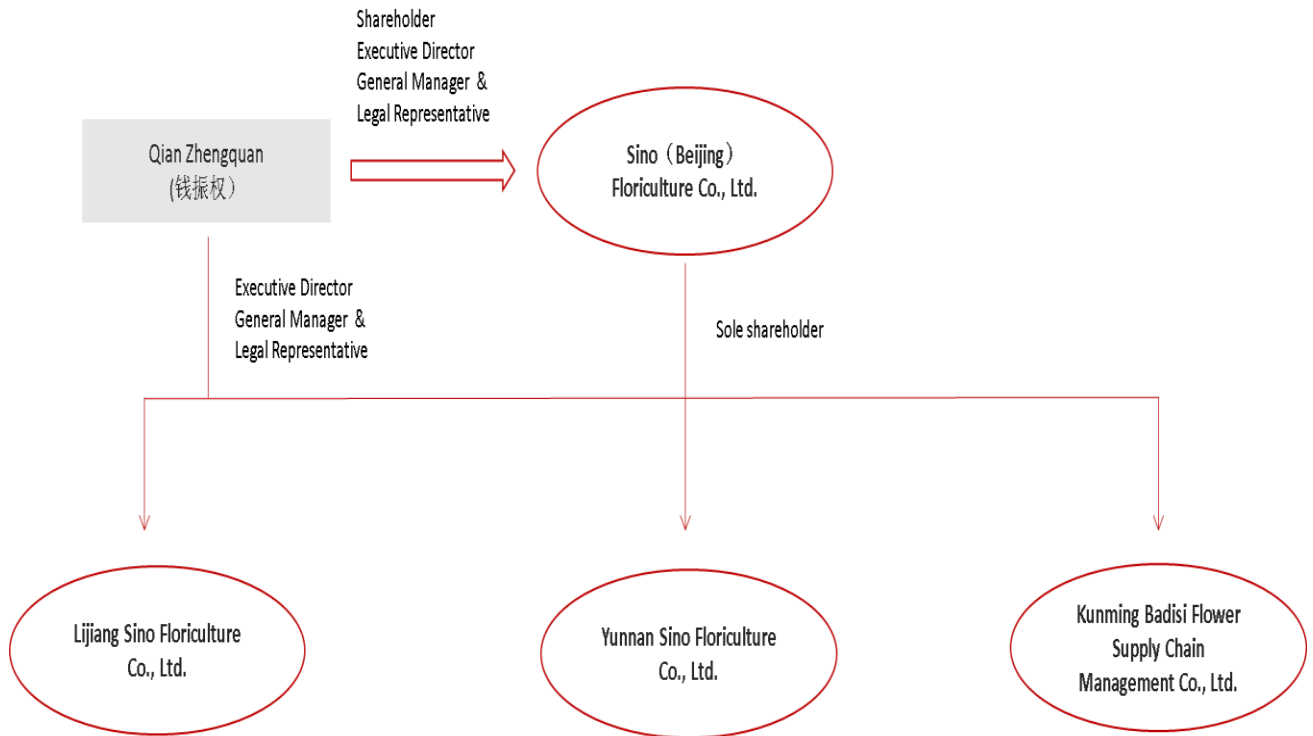 Shareholder
Executive Director
General Manager &
Legal Representative
Qian Zhengquan
(钱振权）
Sino（Beijing）
Floriculture Co., Ltd.
Executive Director
General Manager &
Legal Representative
Sole shareholder
Lijiang Sino Floriculture
Co., Ltd.
Yunnan Sino Floriculture
Co., Ltd.
Kunming Badisi Flower
Supply Chain
Management Co., Ltd.